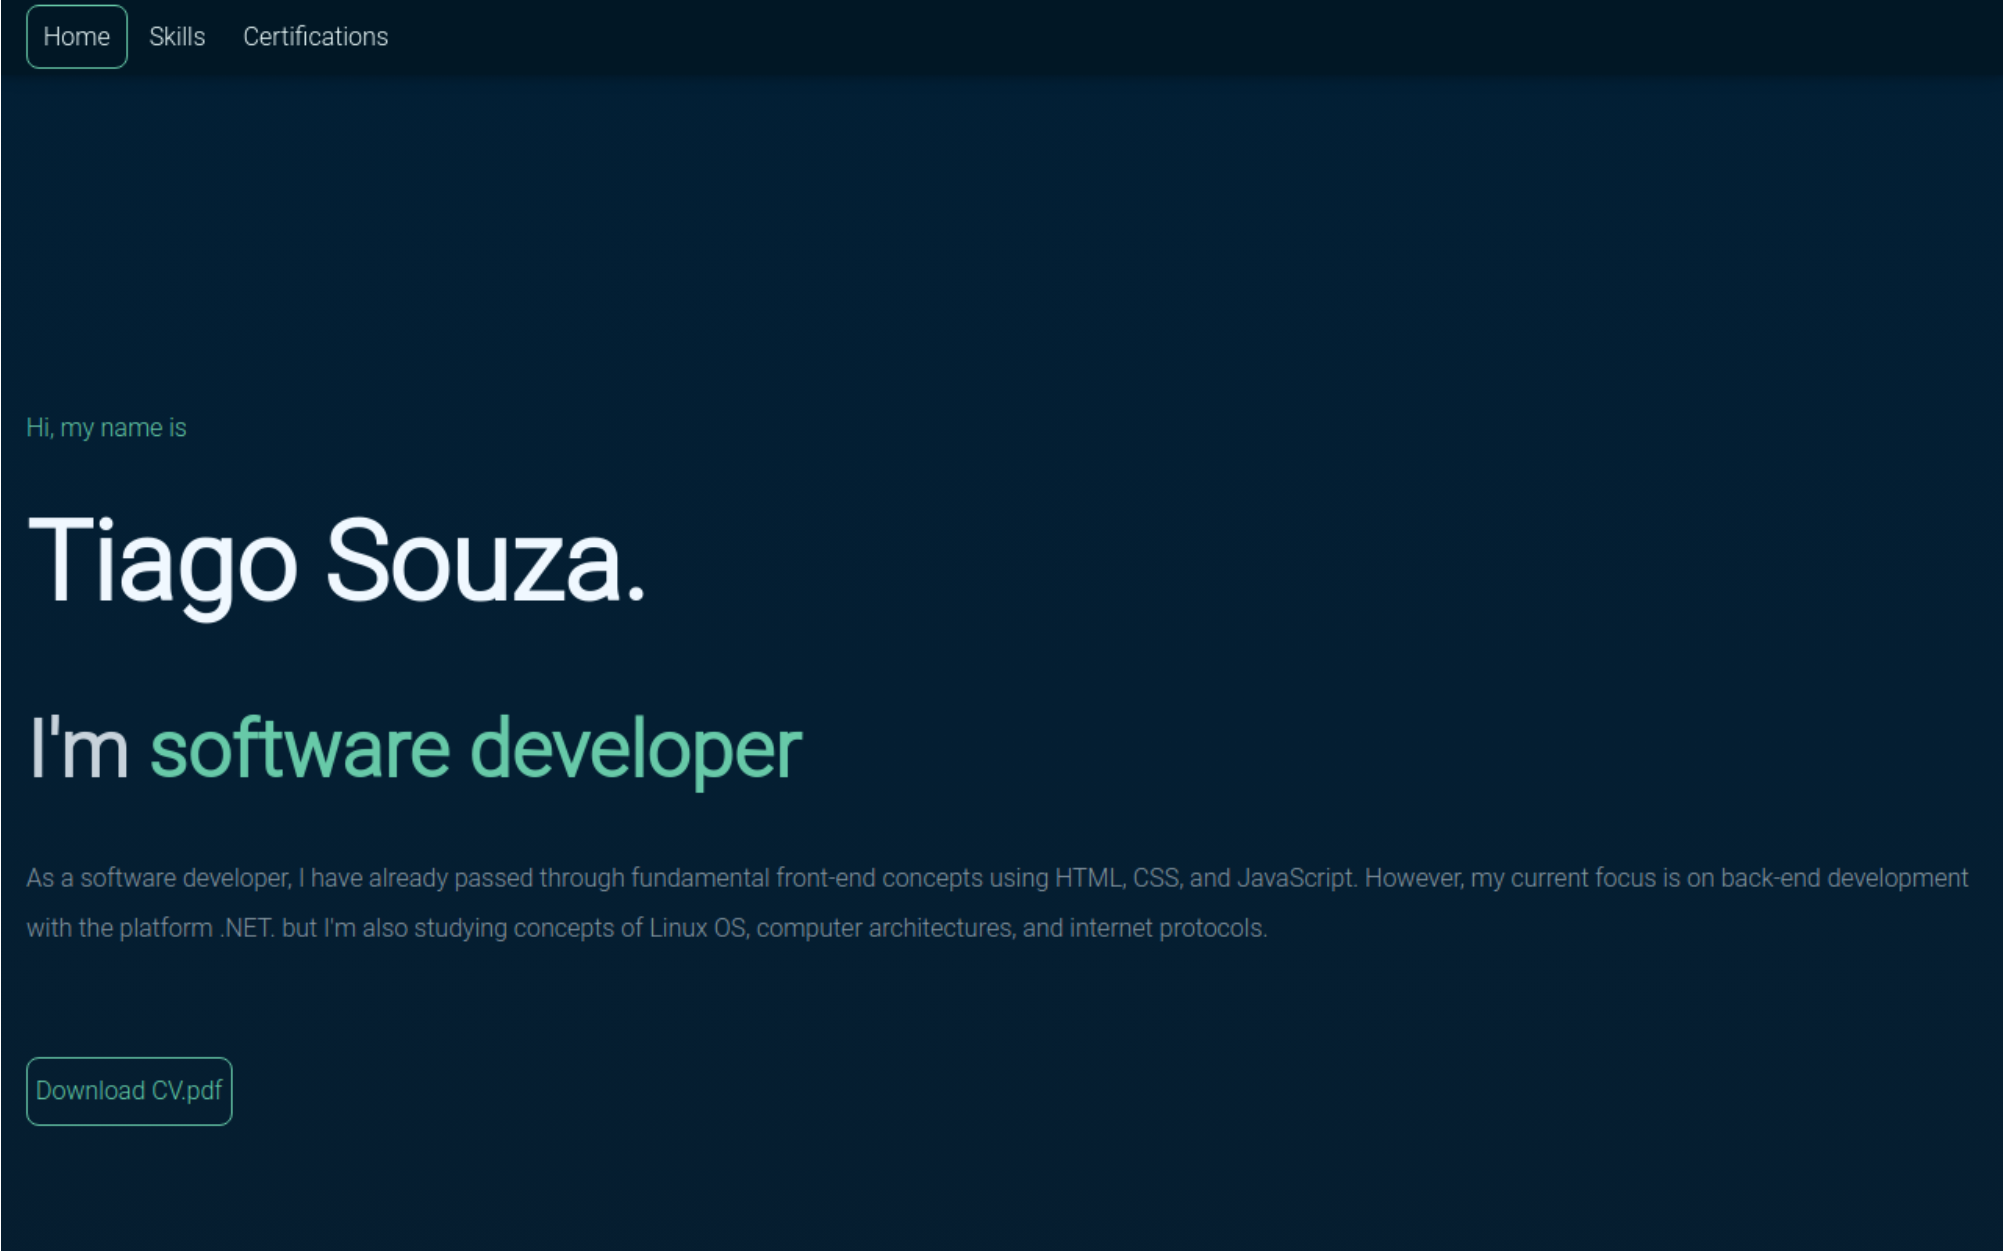 Home Skills Certifications
Hi, my name is
Tiago Souza.
I'm software developer
As a software developer, I have already passed through fundamental front-end concepts using HTML, CSS, and JavaScript. However, my current focus is on back-end development
with the platform .NET. but I'm also studying concepts of Linux OS, computer architectures, and internet protocols.
Download CV.pdf